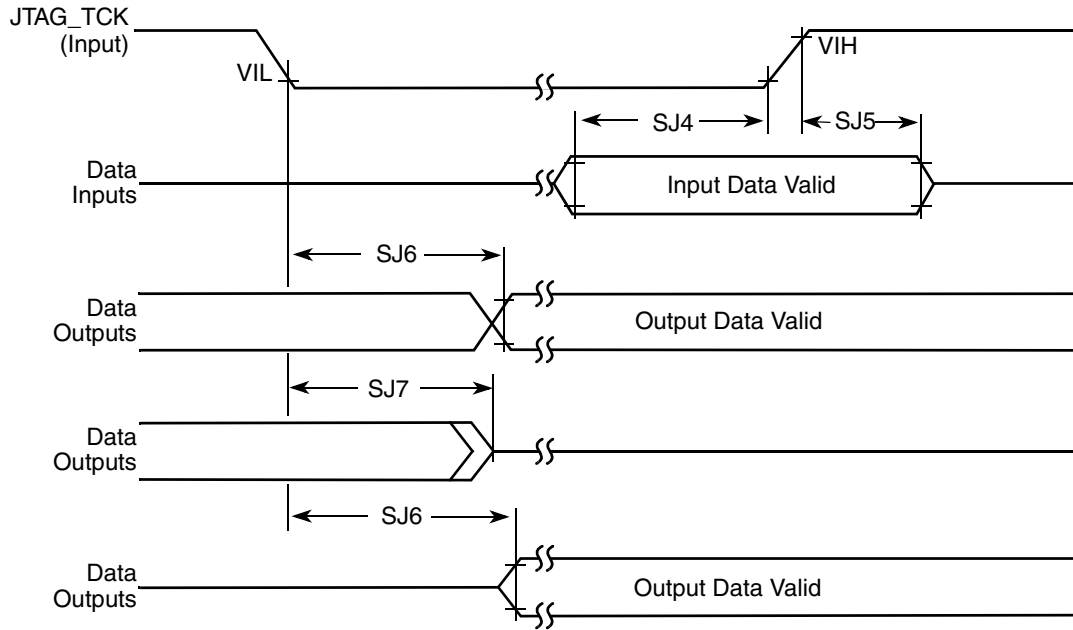 JTAG_TCK
(Input)
VIL
VIH
SJ4
SJ5
Data
Inputs
Input Data Valid
SJ6
Data
Outputs
Output Data Valid
SJ7
Data
Outputs
SJ6
Data
Outputs
Output Data Valid